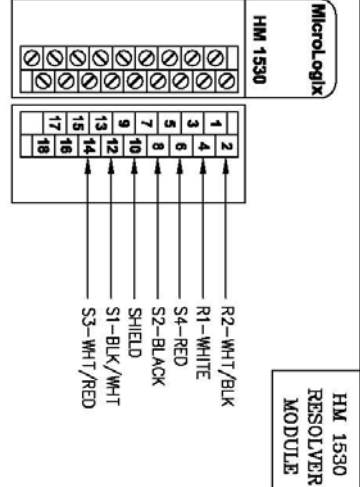 MicroLogix
HM 1530
1 3 5 7 9 13 15 17
2 4 6 8 10 12 14 16 18
R2-WHT/BLK
R1-WHITE
S4-RED
S2-BLACK
SHIELD
S1-BLK/WHT
S3-WHT/RED
HM 1530
RESOLVER
MODULE